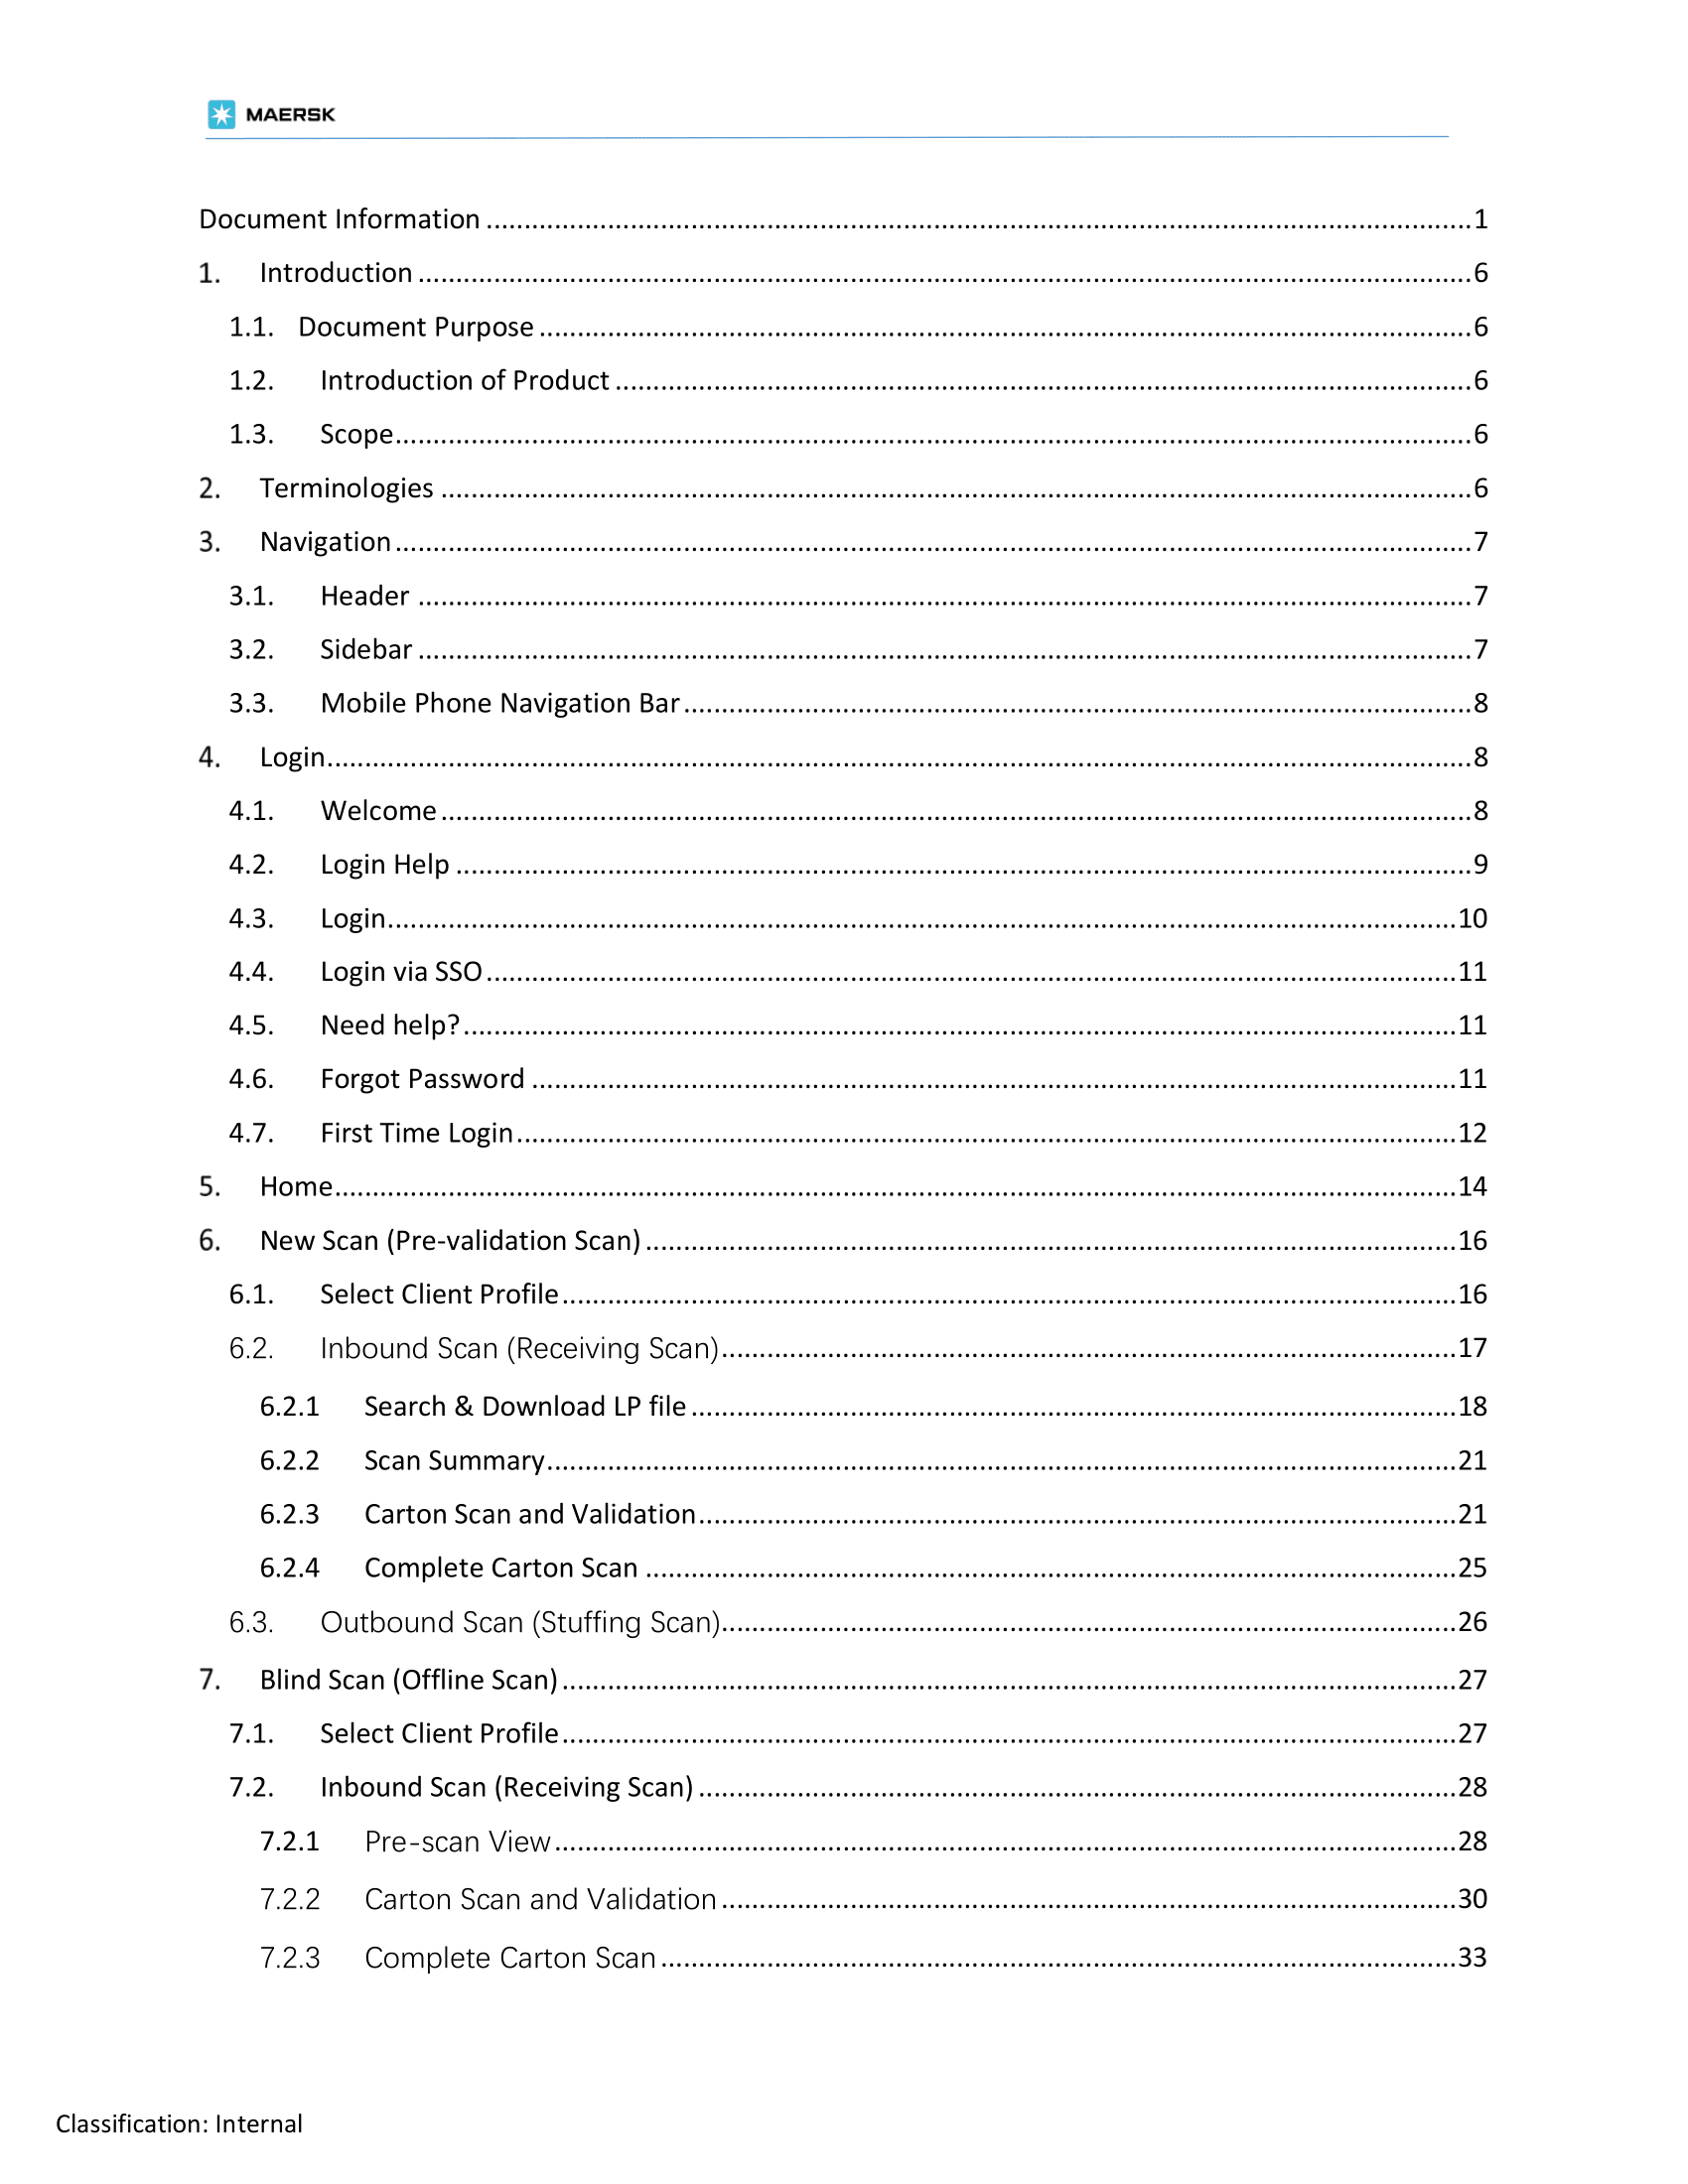 MAERSK
Document Information ........ 1
1. Introduction ........ 6
1.1. Document Purpose ........ 6
1.2. Introduction of Product ........ 6
1.3. Scope ........ 6
2. Terminologies ........ 6
3. Navigation ........ 7
3.1. Header ........ 7
3.2. Sidebar ........ 7
3.3. Mobile Phone Navigation Bar ........ 8
4. Login ........ 8
4.1. Welcome ........ 8
4.2. Login Help ........ 9
4.3. Login ........ 10
4.4. Login via SSO ........ 11
4.5. Need help? ........ 11
4.6. Forgot Password ........ 11
4.7. First Time Login ........ 12
5. Home ........ 14
6. New Scan (Pre-validation Scan) ........ 16
6.1. Select Client Profile ........ 16
6.2. Inbound Scan (Receiving Scan) ........ 17
6.2.1 Search & Download LP file ........ 18
6.2.2 Scan Summary ........ 21
6.2.3 Carton Scan and Validation ........ 21
6.2.4 Complete Carton Scan ........ 25
6.3. Outbound Scan (Stuffing Scan) ........ 26
7. Blind Scan (Offline Scan) ........ 27
7.1. Select Client Profile ........ 27
7.2. Inbound Scan (Receiving Scan) ........ 28
7.2.1 Pre-scan View ........ 28
7.2.2 Carton Scan and Validation ........ 30
7.2.3 Complete Carton Scan ........ 33
Classification: Internal